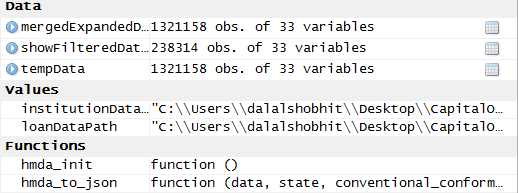 Data
mergedExpandedD… 1321158 obs. of 33 variables
showFilteredDat… 238314 obs. of 33 variables
tempData 1321158 obs. of 33 variables
Values
institutionData… "C:\\Users\\dalalshobhit\\Desktop\\CapitalO…
loanDataPath "C:\\Users\\dalalshobhit\\Desktop\\CapitalO…
Functions
hmda_init function ()
hmda_to_json function (data, state, conventional_conform…